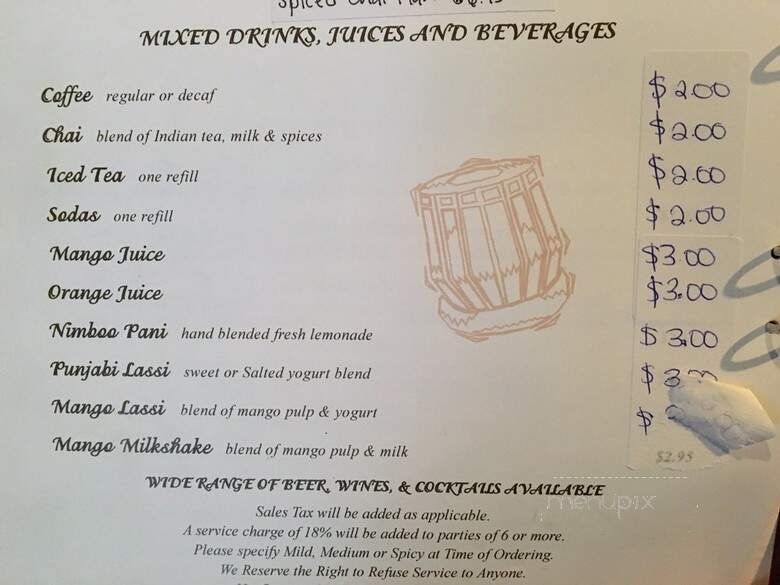 Spiced Chai
MIXED DRINKS, JUICES AND BEVERAGES
Coffee regular or decaf $2.00
Chai blend of Indian tea, milk & spices $2.00
Iced Tea one refill $2.00
Sodas one refill $2.00
Mango Juice $3.00
Orange Juice $3.00
Nimboo Pani hand blended fresh lemonade $3.00
Punjabi Lassi sweet or Salted yogurt blend $3
Mango Lassi blend of mango pulp & yogurt $
Mango Milkshake blend of mango pulp & milk $2.95
WIDE RANGE OF BEER, WINES, & COCKTAILS AVAILABLE
menupix
Sales Tax will be added as applicable.
A service charge of 18% will be added to parties of 6 or more.
Please specify Mild, Medium or Spicy at Time of Ordering.
We Reserve the Right to Refuse Service to Anyone.